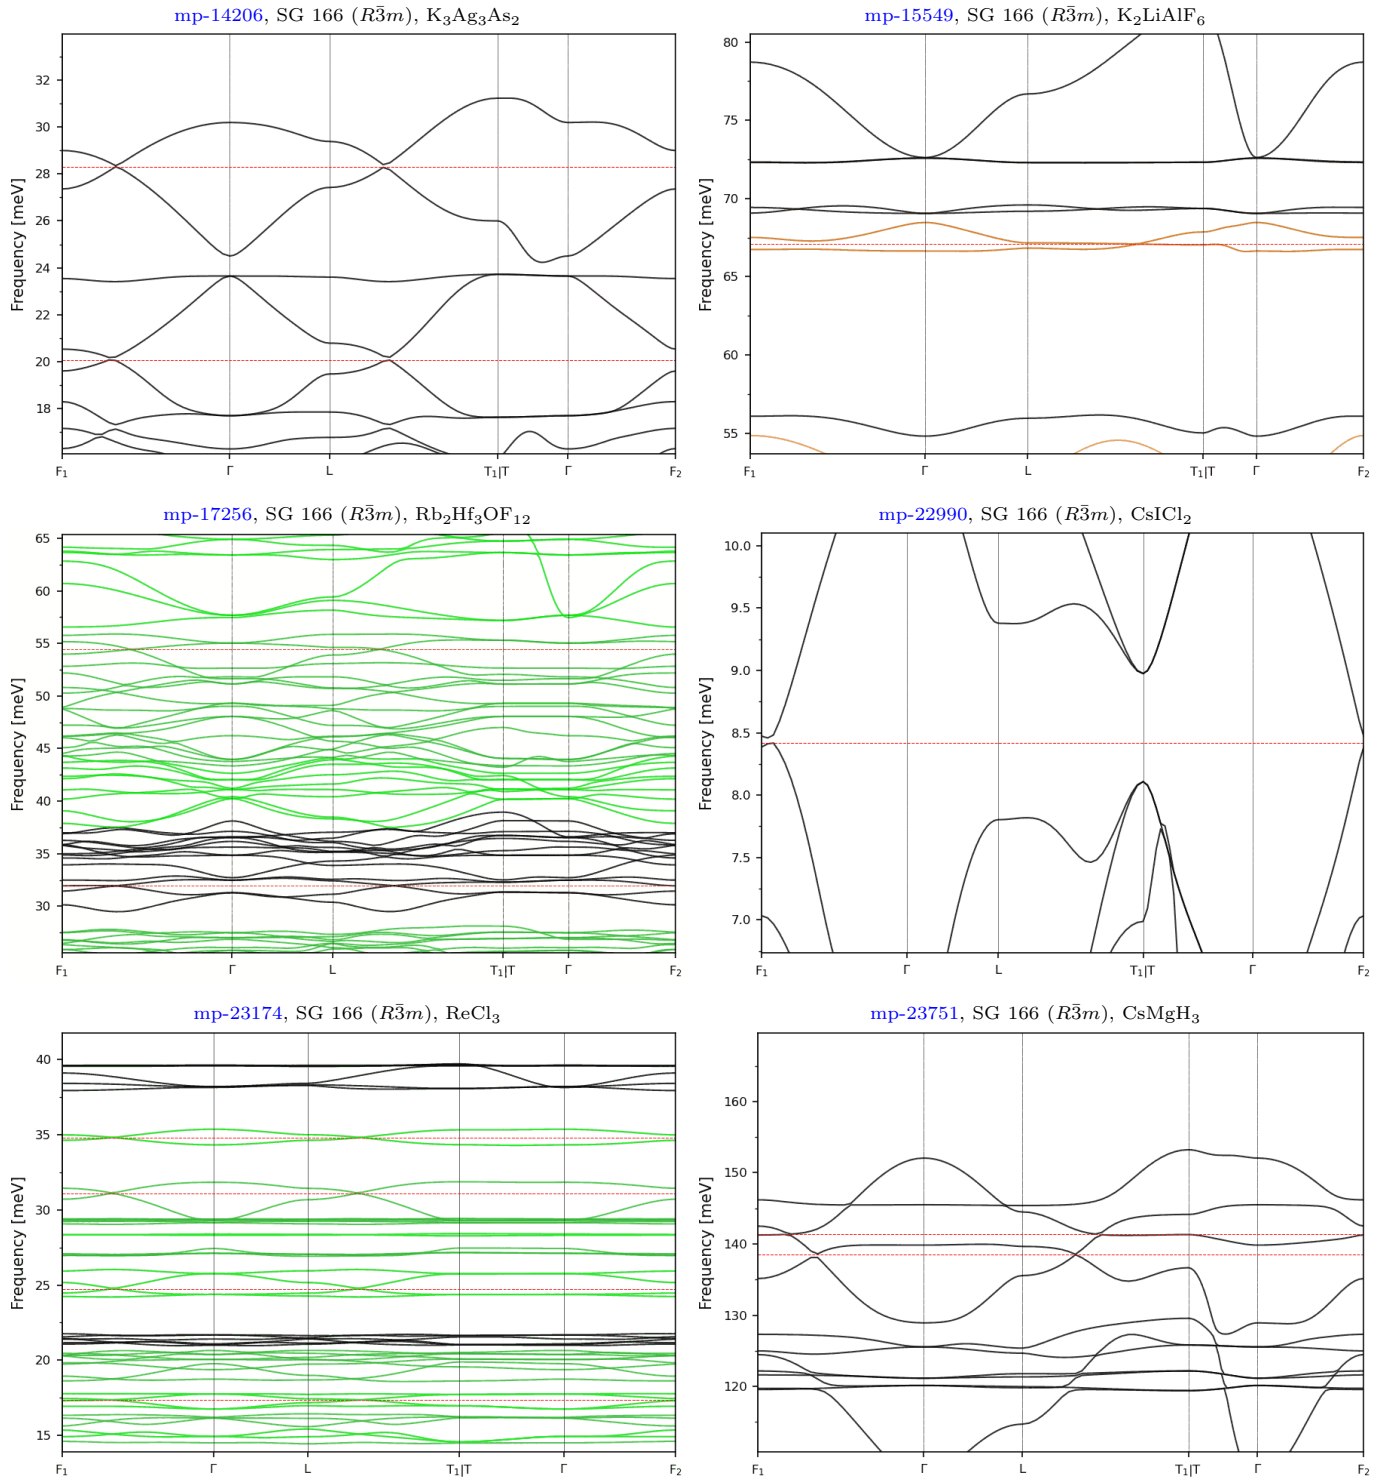 mp-14206, SG 166 (R3̄m), K₃Ag₃As₂
Frequency [meV]
32
30
28
26
24
22
20
18
F₁ Γ L T₁|T Γ F₂
mp-15549, SG 166 (R3̄m), K₂LiAlF₆
Frequency [meV]
80
75
70
65
60
55
F₁ Γ L T₁|T Γ F₂
mp-17256, SG 166 (R3̄m), Rb₂Hf₃OF₁₂
Frequency [meV]
65
60
55
50
45
40
35
30
F₁ Γ L T₁|T Γ F₂
mp-22990, SG 166 (R3̄m), CsICl₂
Frequency [meV]
10.0
9.5
9.0
8.5
8.0
7.5
7.0
F₁ Γ L T₁|T Γ F₂
mp-23174, SG 166 (R3̄m), ReCl₃
Frequency [meV]
40
35
30
25
20
15
F₁ Γ L T₁|T Γ F₂
mp-23751, SG 166 (R3̄m), CsMgH₃
Frequency [meV]
160
150
140
130
120
F₁ Γ L T₁|T Γ F₂